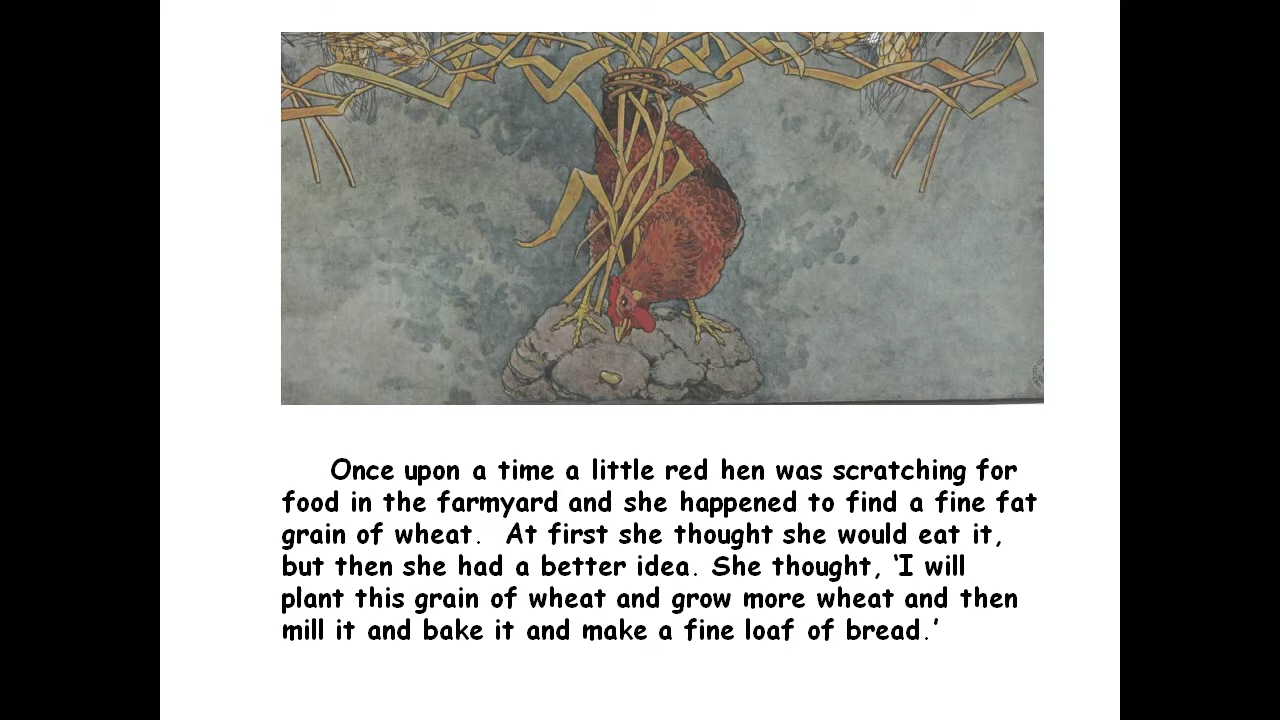 Once upon a time a little red hen was scratching for
food in the farmyard and she happened to find a fine fat
grain of wheat.  At first she thought she would eat it,
but then she had a better idea. She thought, ‘I will
plant this grain of wheat and grow more wheat and then
mill it and bake it and make a fine loaf of bread.’